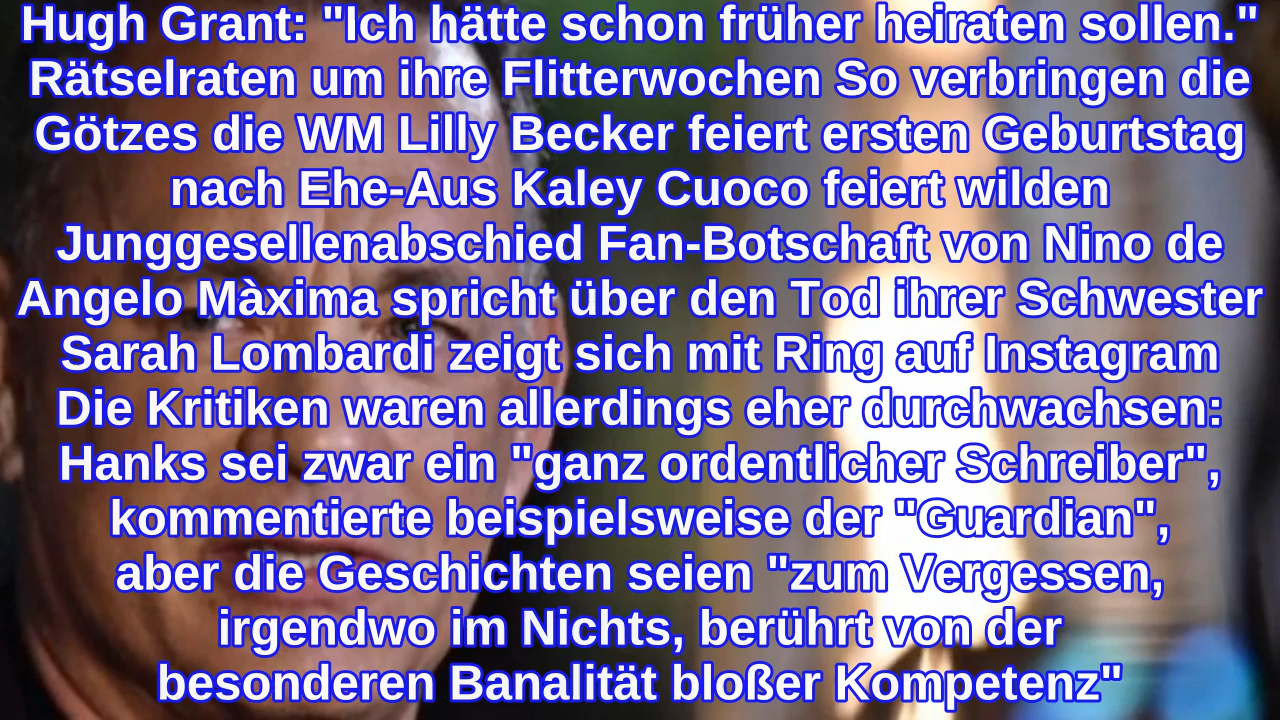 Hugh Grant: "Ich hätte schon früher heiraten sollen."
Rätselraten um ihre Flitterwochen So verbringen die
Götzes die WM Lilly Becker feiert ersten Geburtstag
nach Ehe-Aus Kaley Cuoco feiert wilden
Junggesellenabschied Fan-Botschaft von Nino de
Angelo Màxima spricht über den Tod ihrer Schwester
Sarah Lombardi zeigt sich mit Ring auf Instagram
Die Kritiken waren allerdings eher durchwachsen:
Hanks sei zwar ein "ganz ordentlicher Schreiber",
kommentierte beispielsweise der "Guardian",
aber die Geschichten seien "zum Vergessen,
irgendwo im Nichts, berührt von der
besonderen Banalität bloßer Kompetenz"